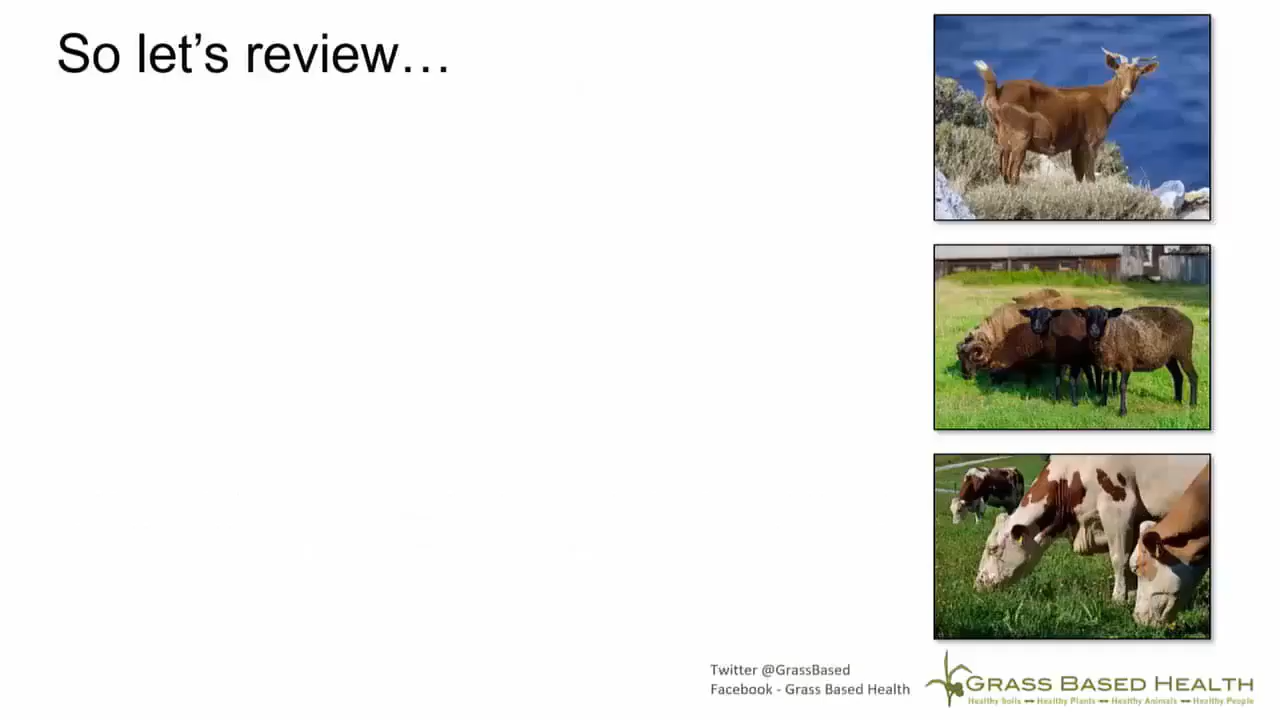 So let’s review…
Twitter @GrassBased
Facebook - Grass Based Health
GRASS BASED HEALTH
Healthy Soils ━ Healthy Plants ━ Healthy Animals ━ Healthy People